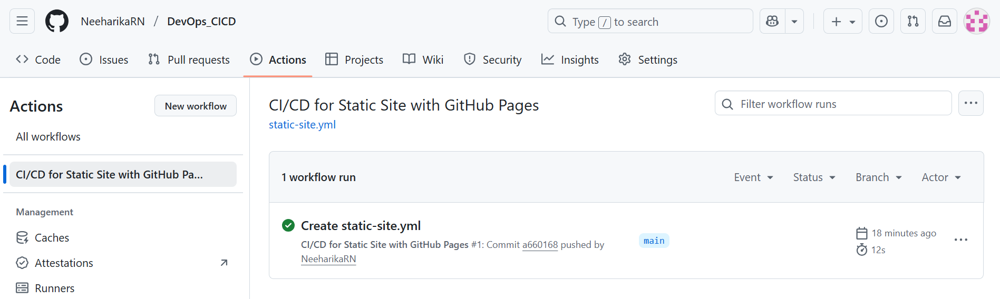 NeeharikaRN / DevOps_CICD
Type / to search
Code Issues Pull requests Actions Projects Wiki Security Insights Settings
Actions
New workflow
All workflows
CI/CD for Static Site with GitHub Pa...
Management
Caches
Attestations
Runners
CI/CD for Static Site with GitHub Pages
static-site.yml
Filter workflow runs
1 workflow run
Event Status Branch Actor
Create static-site.yml
CI/CD for Static Site with GitHub Pages #1: Commit a660168 pushed by
NeeharikaRN
main
18 minutes ago
12s